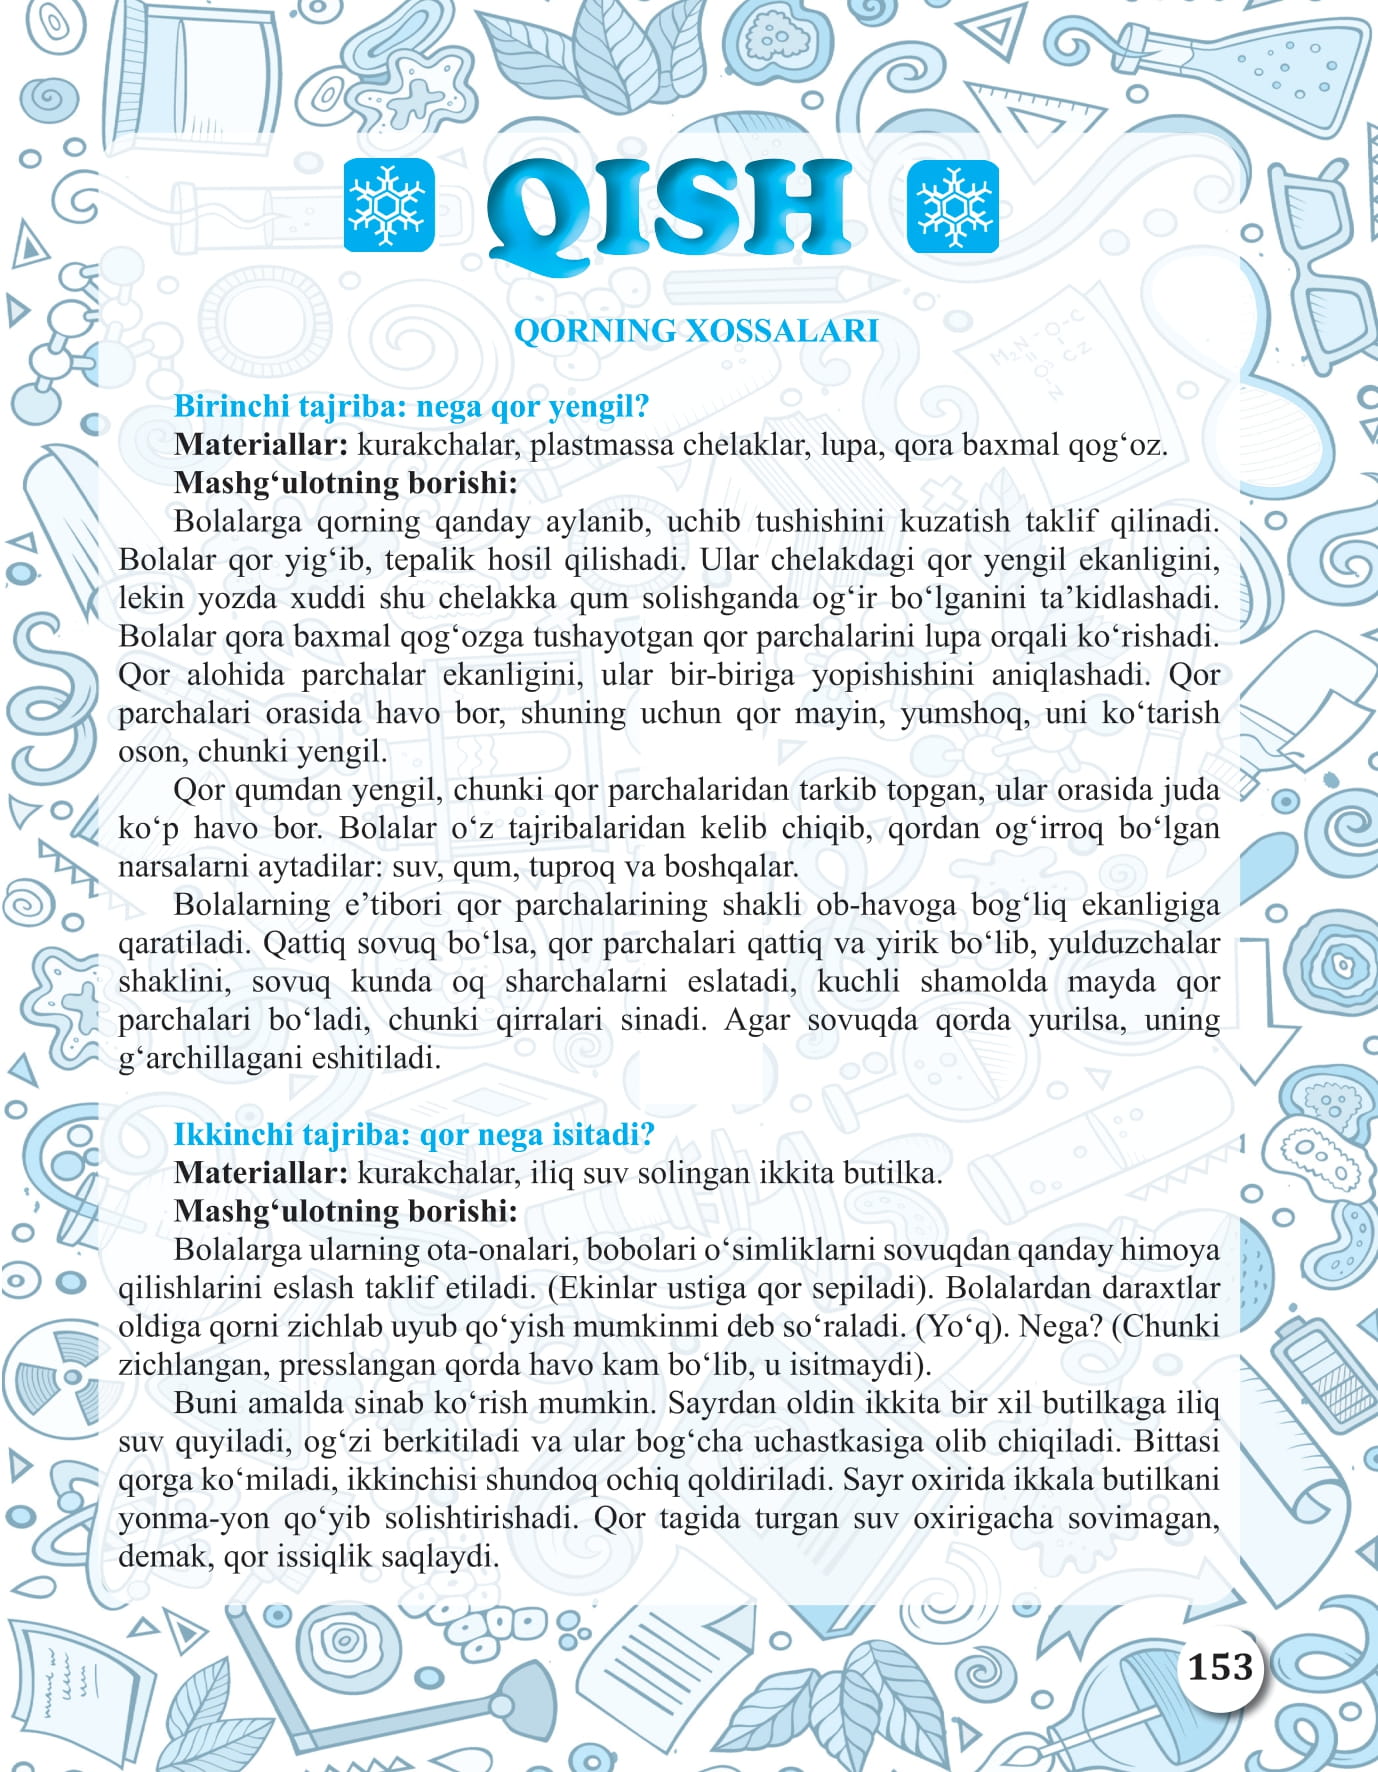 QISH
QORNING XOSSALARI
Birinchi tajriba: nega qor yengil?
Materiallar: kurakchalar, plastmassa chelaklar, lupa, qora baxmal qog‘oz.
Mashg‘ulotning borishi:
Bolalarga qorning qanday aylanib, uchib tushishini kuzatish taklif qilinadi.
Bolalar qor yig‘ib, tepalik hosil qilishadi. Ular chelakdagi qor yengil ekanligini,
lekin yozda xuddi shu chelakka qum solishganda og‘ir bo‘lganini ta’kidlashadi.
Bolalar qora baxmal qog‘ozga tushayotgan qor parchalarini lupa orqali ko‘rishadi.
Qor alohida parchalar ekanligini, ular bir-biriga yopishishini aniqlashadi. Qor
parchalari orasida havo bor, shuning uchun qor mayin, yumshoq, uni ko‘tarish
oson, chunki yengil.
Qor qumdan yengil, chunki qor parchalaridan tarkib topgan, ular orasida juda
ko‘p havo bor. Bolalar o‘z tajribalaridan kelib chiqib, qordan og‘irroq bo‘lgan
narsalarni aytadilar: suv, qum, tuproq va boshqalar.
Bolalarning e’tibori qor parchalarining shakli ob-havoga bog‘liq ekanligiga
qaratiladi. Qattiq sovuq bo‘lsa, qor parchalari qattiq va yirik bo‘lib, yulduzchalar
shaklini, sovuq kunda oq sharchalarni eslatadi, kuchli shamolda mayda qor
parchalari bo‘ladi, chunki qirralari sinadi. Agar sovuqda qorda yurilsa, uning
g‘archillagani eshitiladi.
Ikkinchi tajriba: qor nega isitadi?
Materiallar: kurakchalar, iliq suv solingan ikkita butilka.
Mashg‘ulotning borishi:
Bolalarga ularning ota-onalari, bobolari o‘simliklarni sovuqdan qanday himoya
qilishlarini eslash taklif etiladi. (Ekinlar ustiga qor sepiladi). Bolalardan daraxtlar
oldiga qorni zichlab uyub qo‘yish mumkinmi deb so‘raladi. (Yo‘q). Nega? (Chunki
zichlangan, presslangan qorda havo kam bo‘lib, u isitmaydi).
Buni amalda sinab ko‘rish mumkin. Sayrdan oldin ikkita bir xil butilkaga iliq
suv quyiladi, og‘zi berkitiladi va ular bog‘cha uchastkasiga olib chiqiladi. Bittasi
qorga ko‘miladi, ikkinchisi shundoq ochiq qoldiriladi. Sayr oxirida ikkala butilkani
yonma-yon qo‘yib solishtirishadi. Qor tagida turgan suv oxirigacha sovimagan,
demak, qor issiqlik saqlaydi.
153